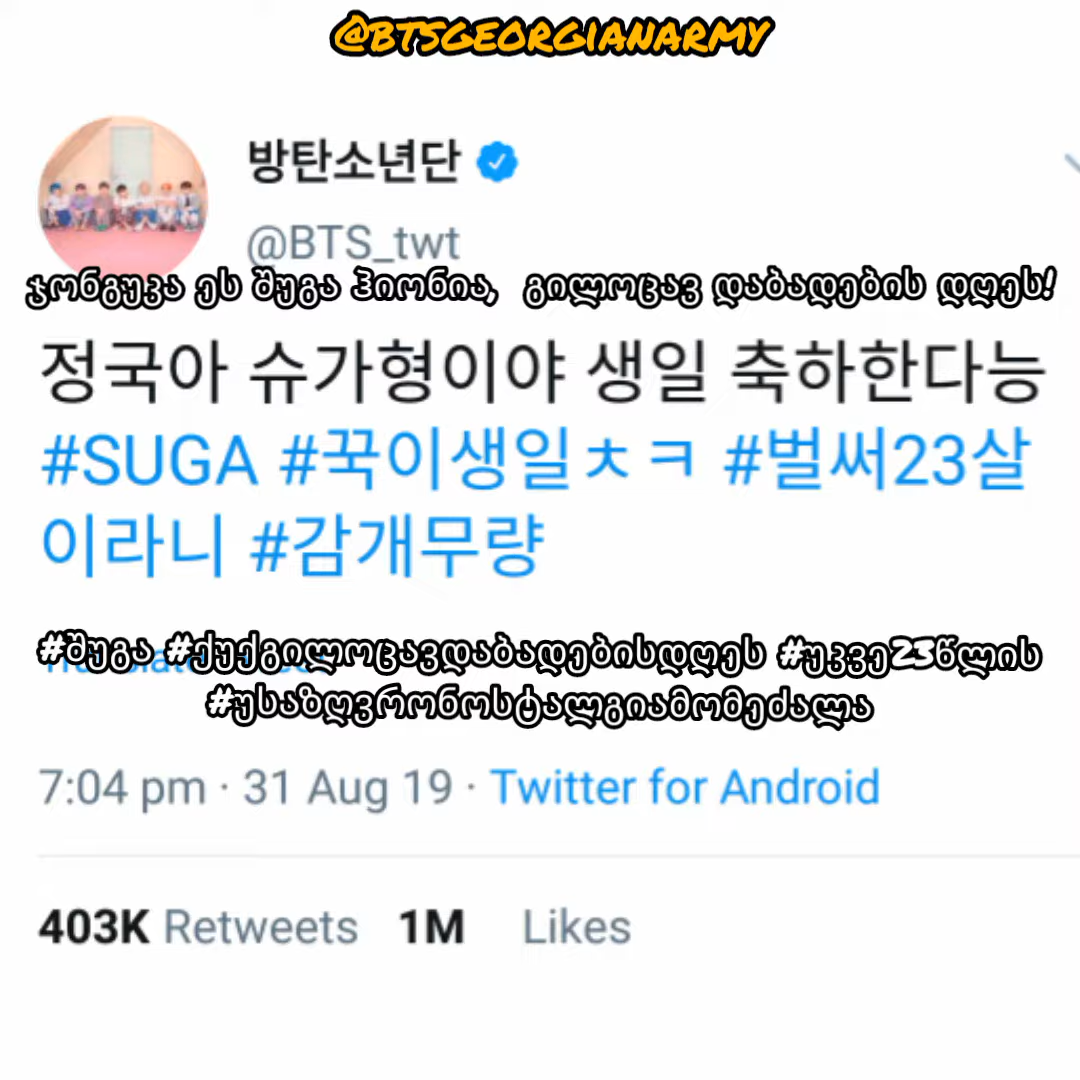 @BTSGEORGIANARMY
방탄소년단
@BTS_twt
ჯონგუკა ეს შუგა ჰიონია, გილოცავ დაბადების დღეს!
정국아 슈가형이야 생일 축하한다능
#SUGA #꾹이생일ㅊㅋ #벌써23살
이라니 #감개무량
#შუგა #ქუქგილოცავდაბადებისდღეს #უკვე23წლის
#უსაზღვრონოსტალგიამომეძალა
7:04 pm · 31 Aug 19 · Twitter for Android
403K Retweets 1M Likes